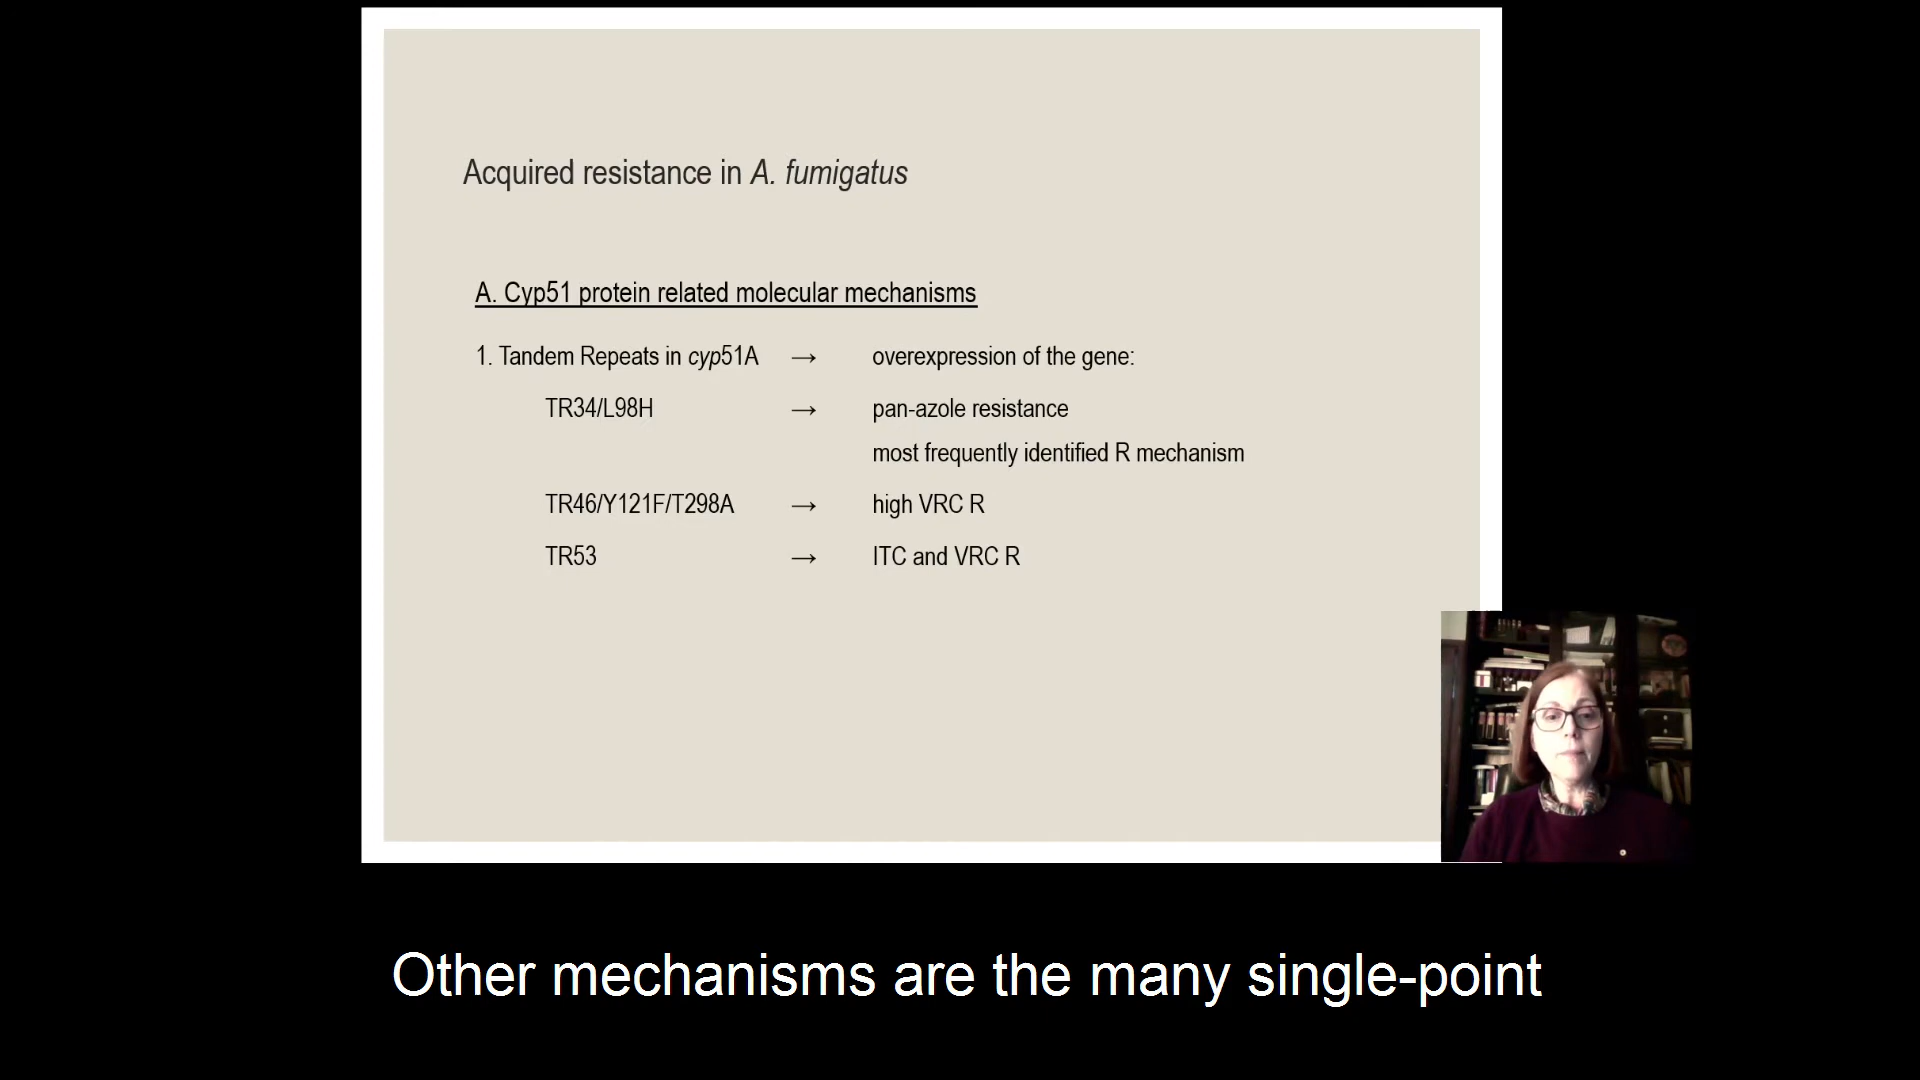 Acquired resistance in A. fumigatus
A. Cyp51 protein related molecular mechanisms
1. Tandem Repeats in cyp51A → overexpression of the gene:
TR34/L98H → pan-azole resistance
most frequently identified R mechanism
TR46/Y121F/T298A → high VRC R
TR53 → ITC and VRC R
Other mechanisms are the many single-point